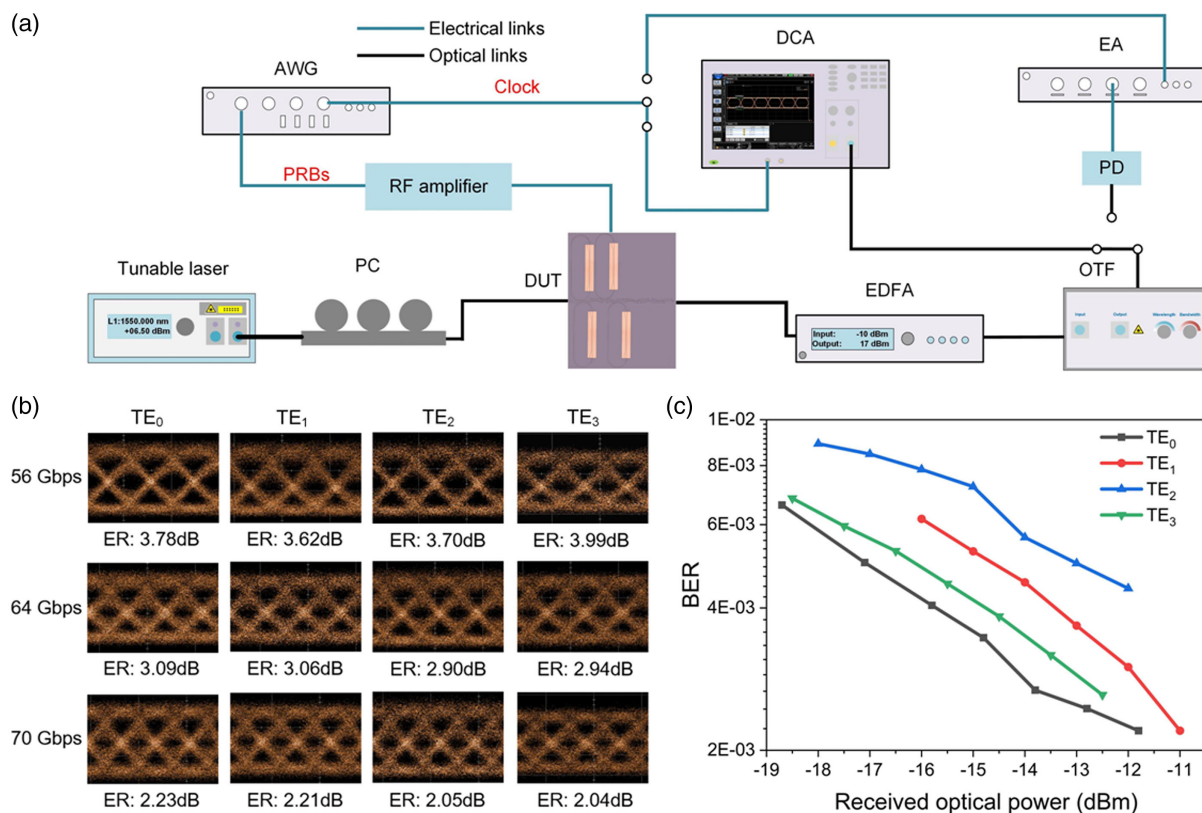 (a)
Electrical links
Optical links
DCA
EA
AWG
Clock
PRBs
RF amplifier
PD
Tunable laser
PC
DUT
EDFA
OTF
L1:1550.000 nm
+06.50 dBm
Input: -10 dBm
Output: 17 dBm
Input
Output
Wavelength
Bandwidth
(b)
TE0 TE1 TE2 TE3
56 Gbps
ER: 3.78dB ER: 3.62dB ER: 3.70dB ER: 3.99dB
64 Gbps
ER: 3.09dB ER: 3.06dB ER: 2.90dB ER: 2.94dB
70 Gbps
ER: 2.23dB ER: 2.21dB ER: 2.05dB ER: 2.04dB
(c)
1E-02
8E-03
6E-03
4E-03
2E-03
BER
TE0
TE1
TE2
TE3
-19 -18 -17 -16 -15 -14 -13 -12 -11
Received optical power (dBm)